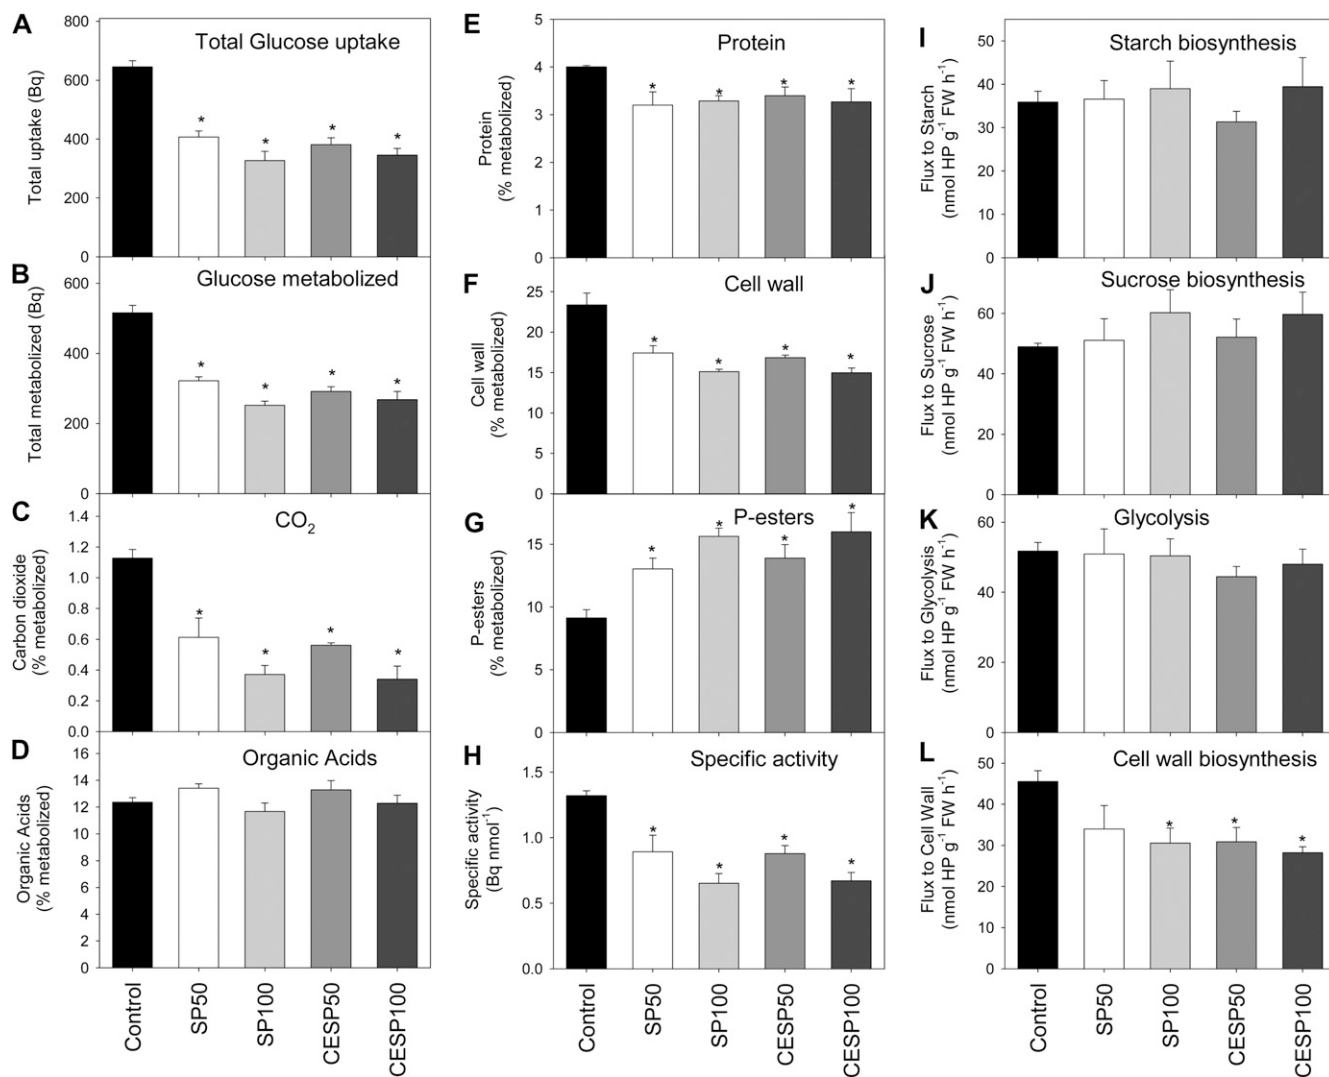 A
Total Glucose uptake
Total uptake (Bq)
800
600
400
200
0
* * * *
B
Glucose metabolized
Total metabolized (Bq)
600
400
200
0
* * * *
C
CO2
Carbon dioxide
(% metabolized)
1.4
1.2
1.0
0.8
0.6
0.4
0.2
0.0
* * * *
D
Organic Acids
Organic Acids
(% metabolized)
16
14
12
10
8
6
4
2
0
Control
SP50
SP100
CESP50
CESP100
E
Protein
Protein
(% metabolized)
5
4
3
2
1
0
* * * *
F
Cell wall
Cell wall
(% metabolized)
25
20
15
10
5
0
* * * *
G
P-esters
P-esters
(% metabolized)
15
10
5
0
* * * *
H
Specific activity
Specific activity
(Bq nmol-1)
1.5
1.0
0.5
0.0
* * * *
Control
SP50
SP100
CESP50
CESP100
I
Starch biosynthesis
Flux to Starch
(nmol HP g-1 FW h-1)
50
40
30
20
10
0
J
Sucrose biosynthesis
Flux to Sucrose
(nmol HP g-1 FW h-1)
60
40
20
0
K
Glycolysis
Flux to Glycolysis
(nmol HP g-1 FW h-1)
60
40
20
0
L
Cell wall biosynthesis
Flux to Cell Wall
(nmol HP g-1 FW h-1)
50
40
30
20
10
0
* * *
Control
SP50
SP100
CESP50
CESP100